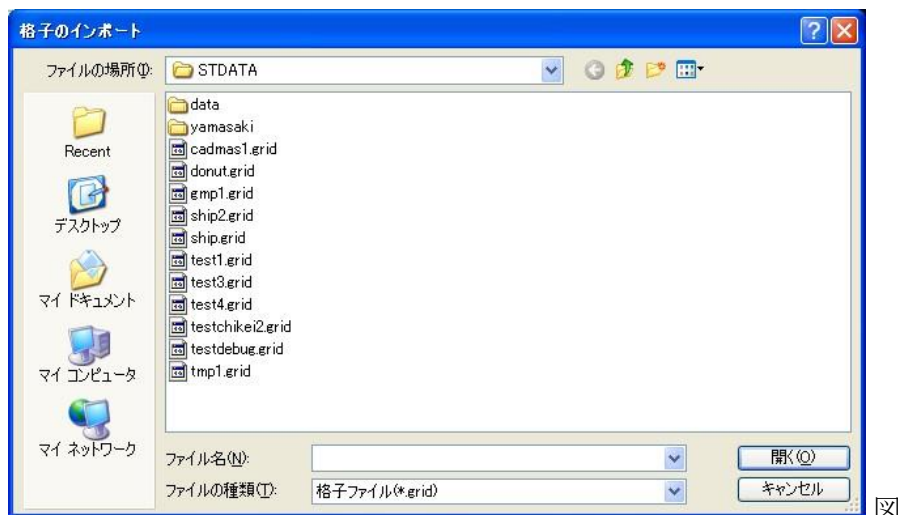 格子のインポート
ファイルの場所(I):
STDATA
Recent
デスクトップ
マイ ドキュメント
マイ コンピュータ
マイ ネットワーク
data
yamasaki
cadmas1.grid
donut.grid
gmp1.grid
ship2.grid
ship.grid
test1.grid
test3.grid
test4.grid
testchikei2.grid
testdebug.grid
tmp1.grid
ファイル名(N):
開く(O)
ファイルの種類(T):
格子ファイル(*.grid)
キャンセル
図